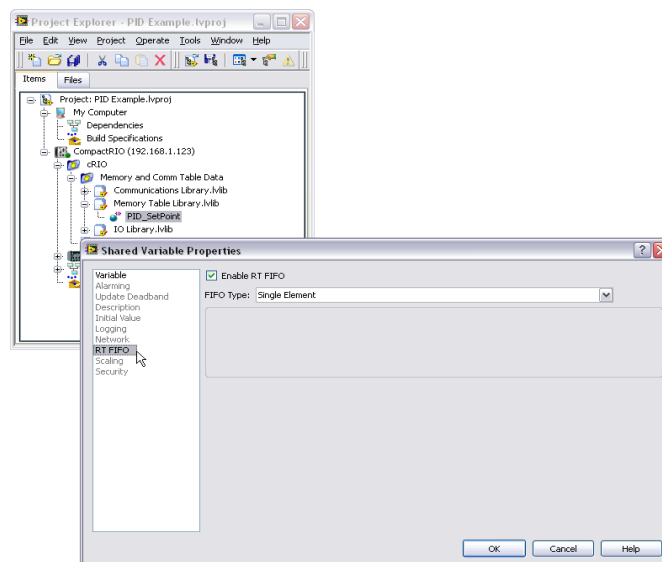 Project Explorer - PID Example.lvproj
File Edit View Project Operate Tools Window Help
Items Files
Project: PID Example.lvproj
My Computer
Dependencies
Build Specifications
CompactRIO (192.168.1.123)
cRIO
Memory and Comm Table Data
Communications Library.lvlib
Memory Table Library.lvlib
PID_SetPoint
IO Library.lvlib
Shared Variable Properties
Variable
Alarming
Update Deadband
Description
Initial Value
Logging
Network
RT FIFO
Scaling
Security
Enable RT FIFO
FIFO Type: Single Element
OK Cancel Help